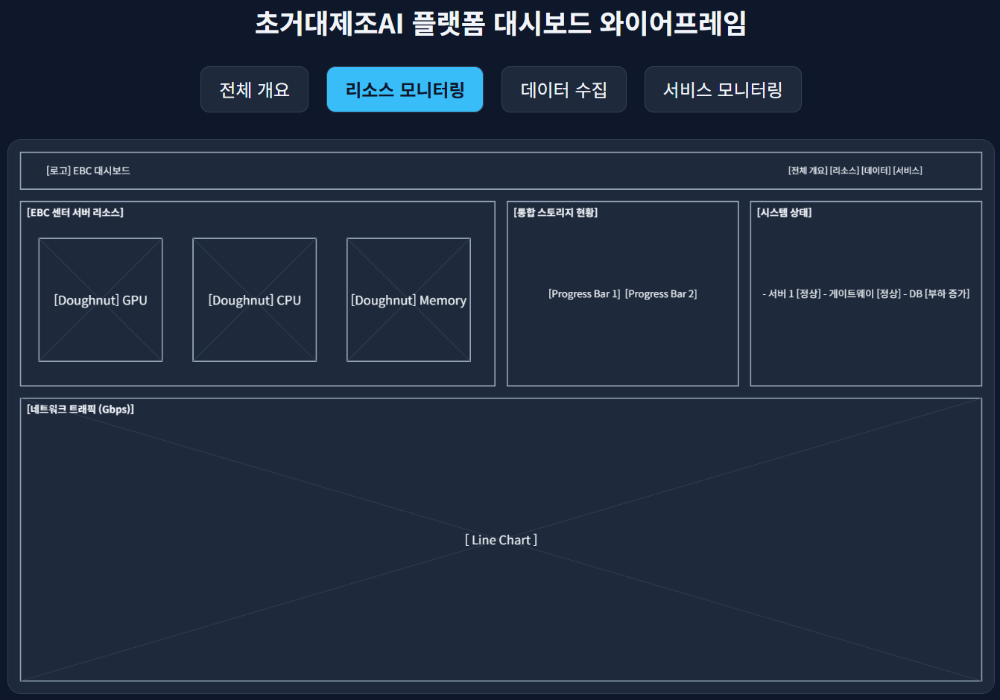 초거대제조AI 플랫폼 대시보드 와이어프레임
전체 개요
리소스 모니터링
데이터 수집
서비스 모니터링
[로고] EBC 대시보드
[전체 개요] [리소스] [데이터] [서비스]
[EBC 센터 서버 리소스]
[Doughnut] GPU
[Doughnut] CPU
[Doughnut] Memory
[통합 스토리지 현황]
[Progress Bar 1] [Progress Bar 2]
[시스템 상태]
- 서버 1 [정상] - 게이트웨이 [정상] - DB [부하 증가]
[네트워크 트래픽 (Gbps)]
[ Line Chart ]